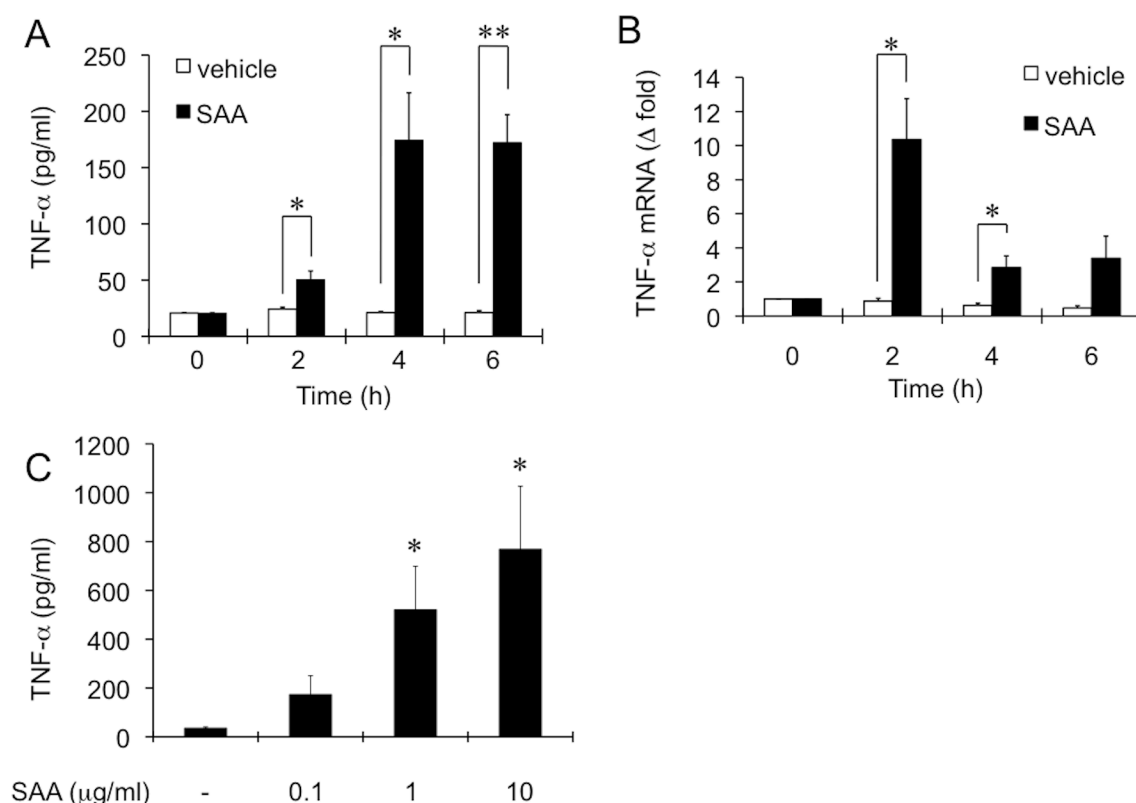 A
TNF-α (pg/ml)
250
200
150
100
50
0
vehicle
SAA
*
*
**
0 2 4 6
Time (h)
B
TNF-α mRNA (Δ fold)
14
12
10
8
6
4
2
0
vehicle
SAA
*
*
0 2 4 6
Time (h)
C
TNF-α (pg/ml)
1200
1000
800
600
400
200
0
*
*
SAA (μg/ml) - 0.1 1 10